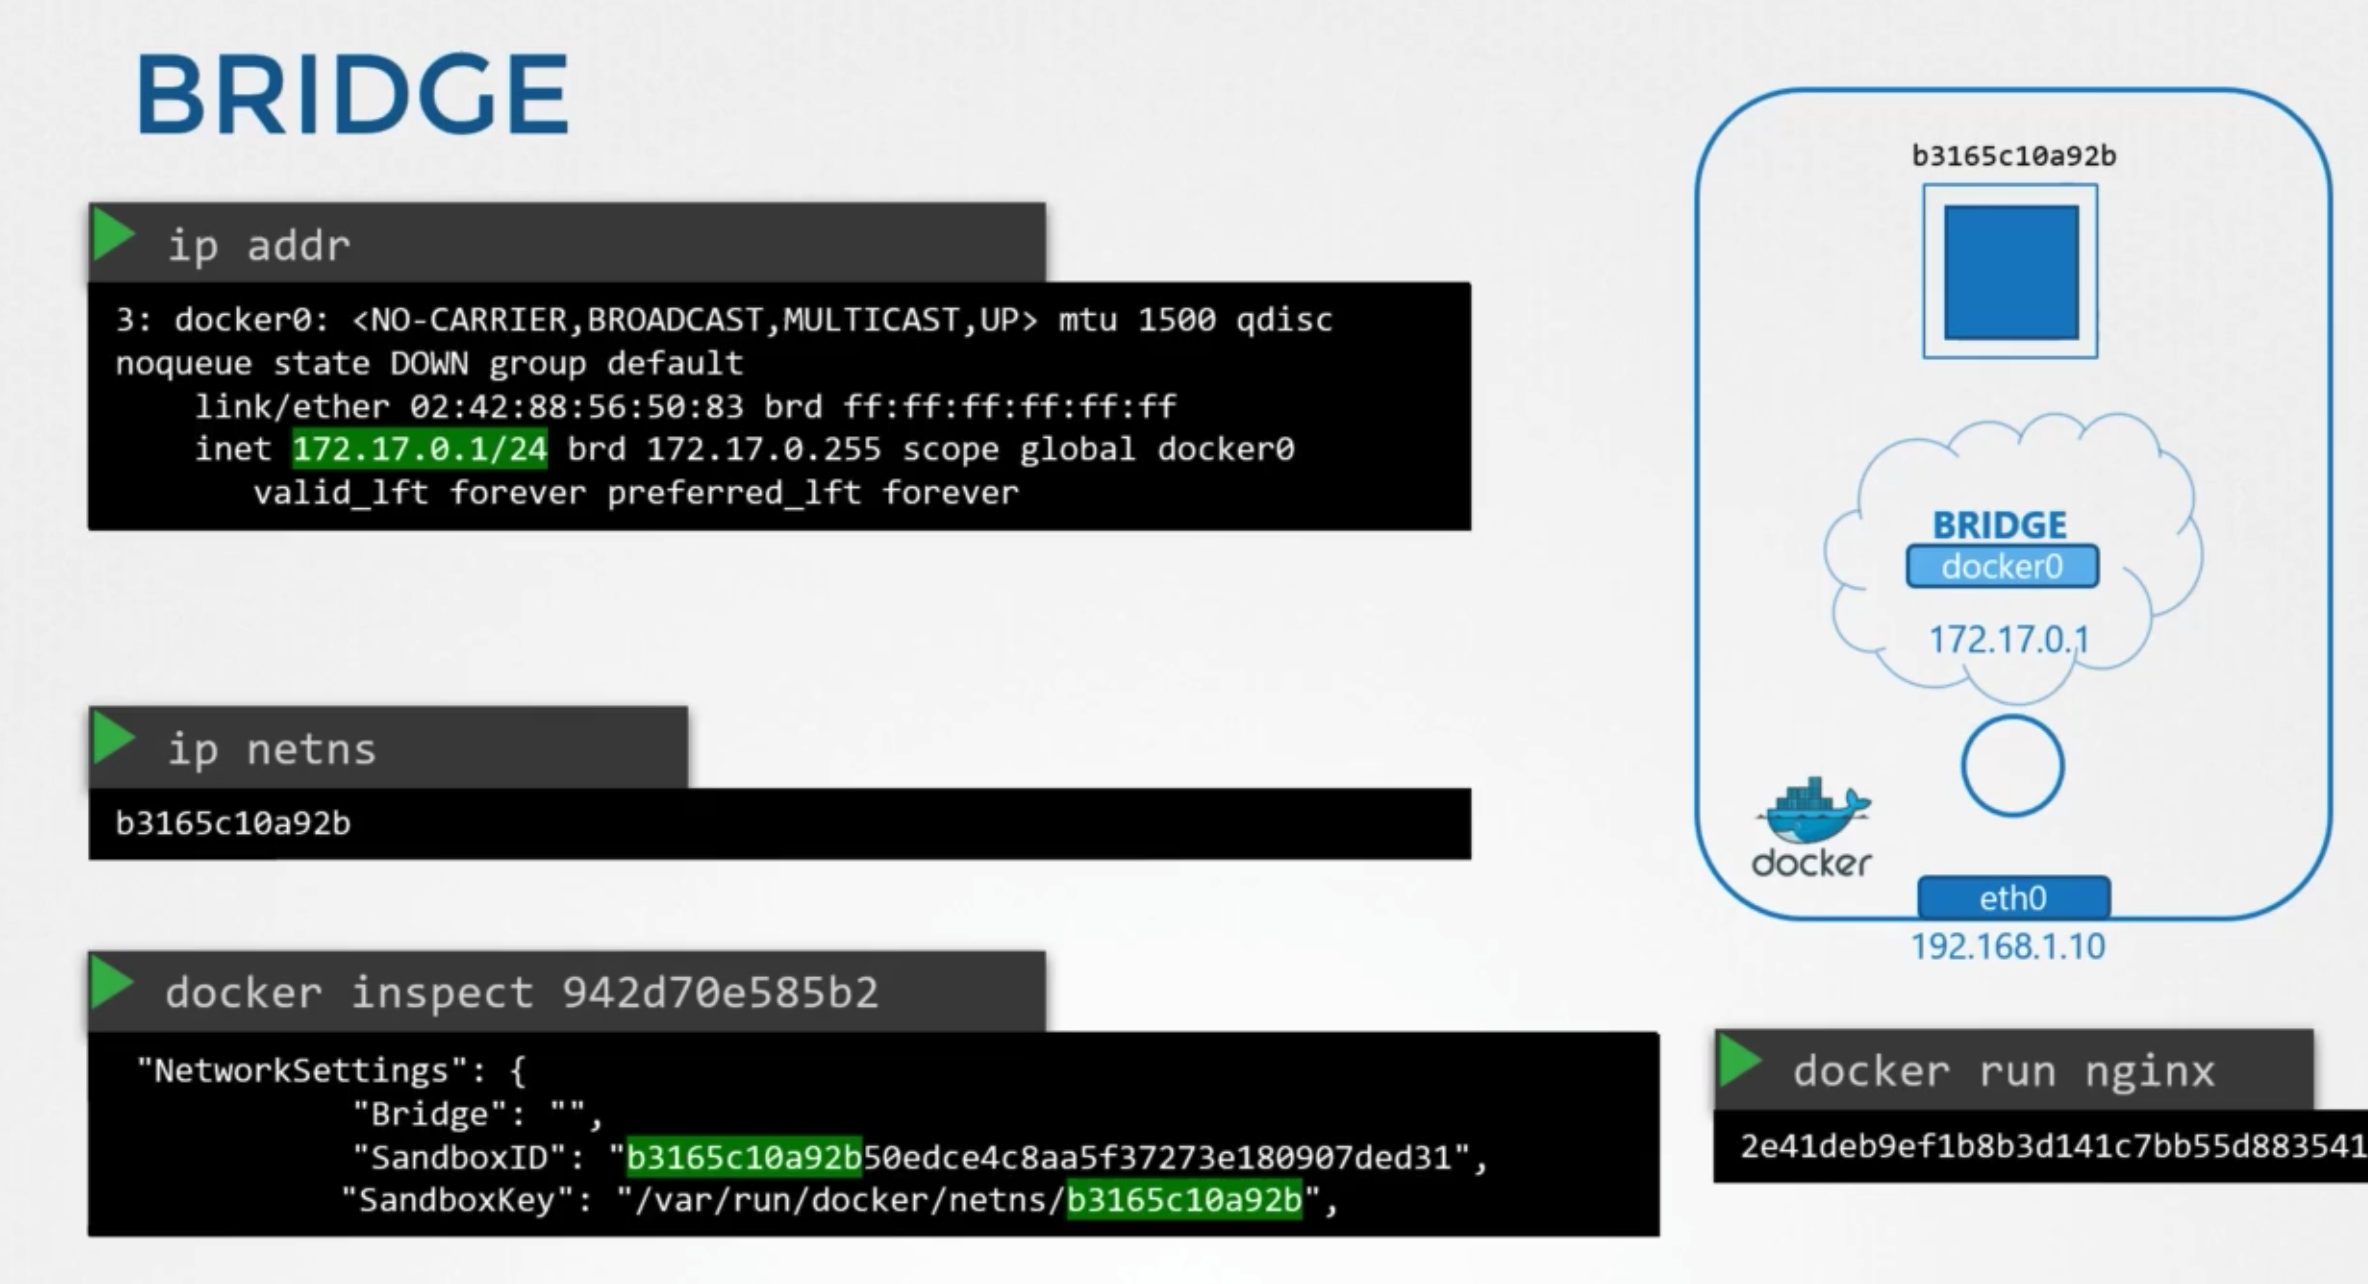 BRIDGE
ip addr
3: docker0: <NO-CARRIER,BROADCAST,MULTICAST,UP> mtu 1500 qdisc
noqueue state DOWN group default
link/ether 02:42:88:56:50:83 brd ff:ff:ff:ff:ff:ff
inet 172.17.0.1/24 brd 172.17.0.255 scope global docker0
valid_lft forever preferred_lft forever
ip netns
b3165c10a92b
docker inspect 942d70e585b2
"NetworkSettings": {
"Bridge": "",
"SandboxID": "b3165c10a92b50edce4c8aa5f37273e180907ded31",
"SandboxKey": "/var/run/docker/netns/b3165c10a92b",
b3165c10a92b
BRIDGE
docker0
172.17.0.1
docker
eth0
192.168.1.10
docker run nginx
2e41deb9ef1b8b3d141c7bb55d883541